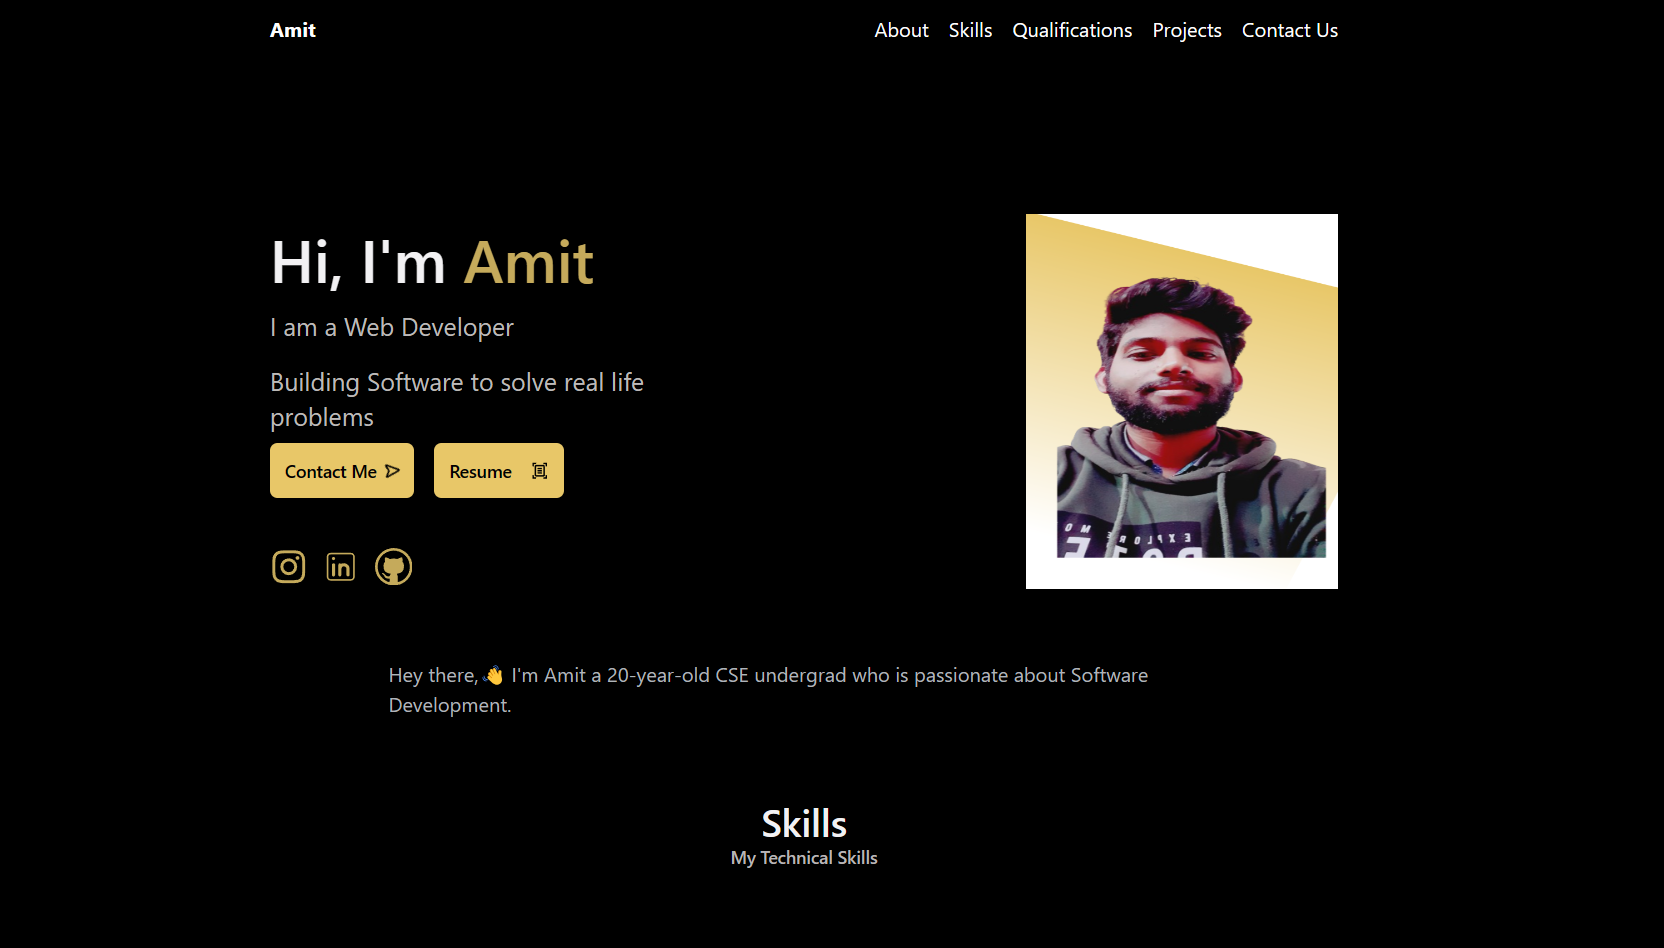 Amit
About Skills Qualifications Projects Contact Us
Hi, I'm Amit
I am a Web Developer
Building Software to solve real life
problems
Contact Me
Resume
in
EXPLORE
Hey there,👋 I'm Amit a 20-year-old CSE undergrad who is passionate about Software
Development.
Skills
My Technical Skills